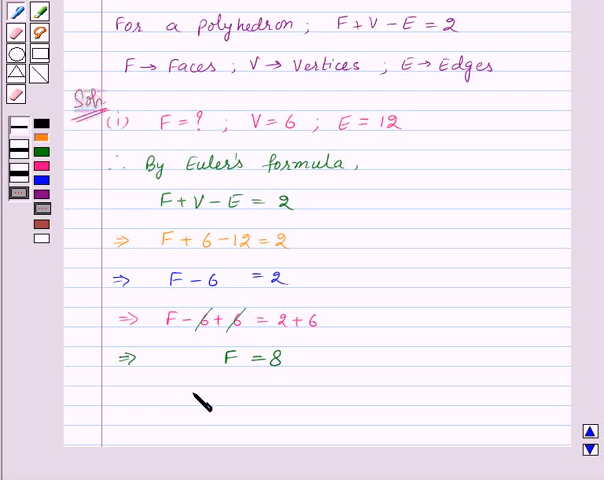 For a polyhedron ; F + V - E = 2
F → Faces ; V → Vertices ; E → Edges
Soln
(i) F = ? ; V = 6 ; E = 12
∴ By Euler's formula,
F + V - E = 2
⇒ F + 6 - 12 = 2
⇒ F - 6 = 2
⇒ F - 6 + 6 = 2 + 6
⇒ F = 8